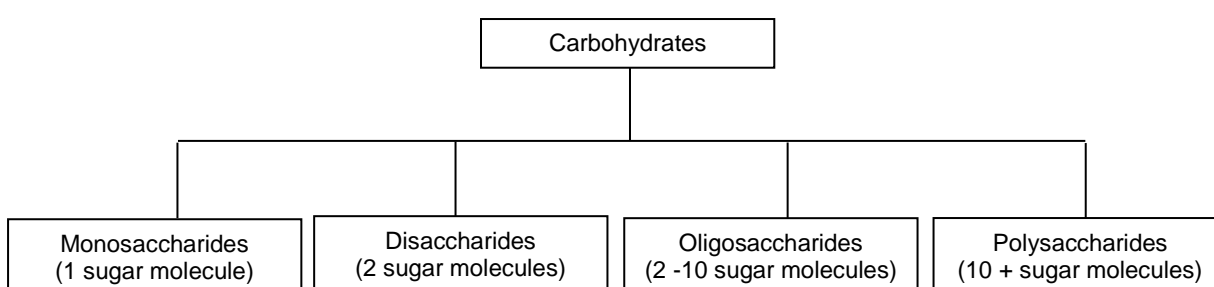 Carbohydrates
Monosaccharides
(1 sugar molecule)
Disaccharides
(2 sugar molecules)
Oligosaccharides
(2 -10 sugar molecules)
Polysaccharides
(10 + sugar molecules)